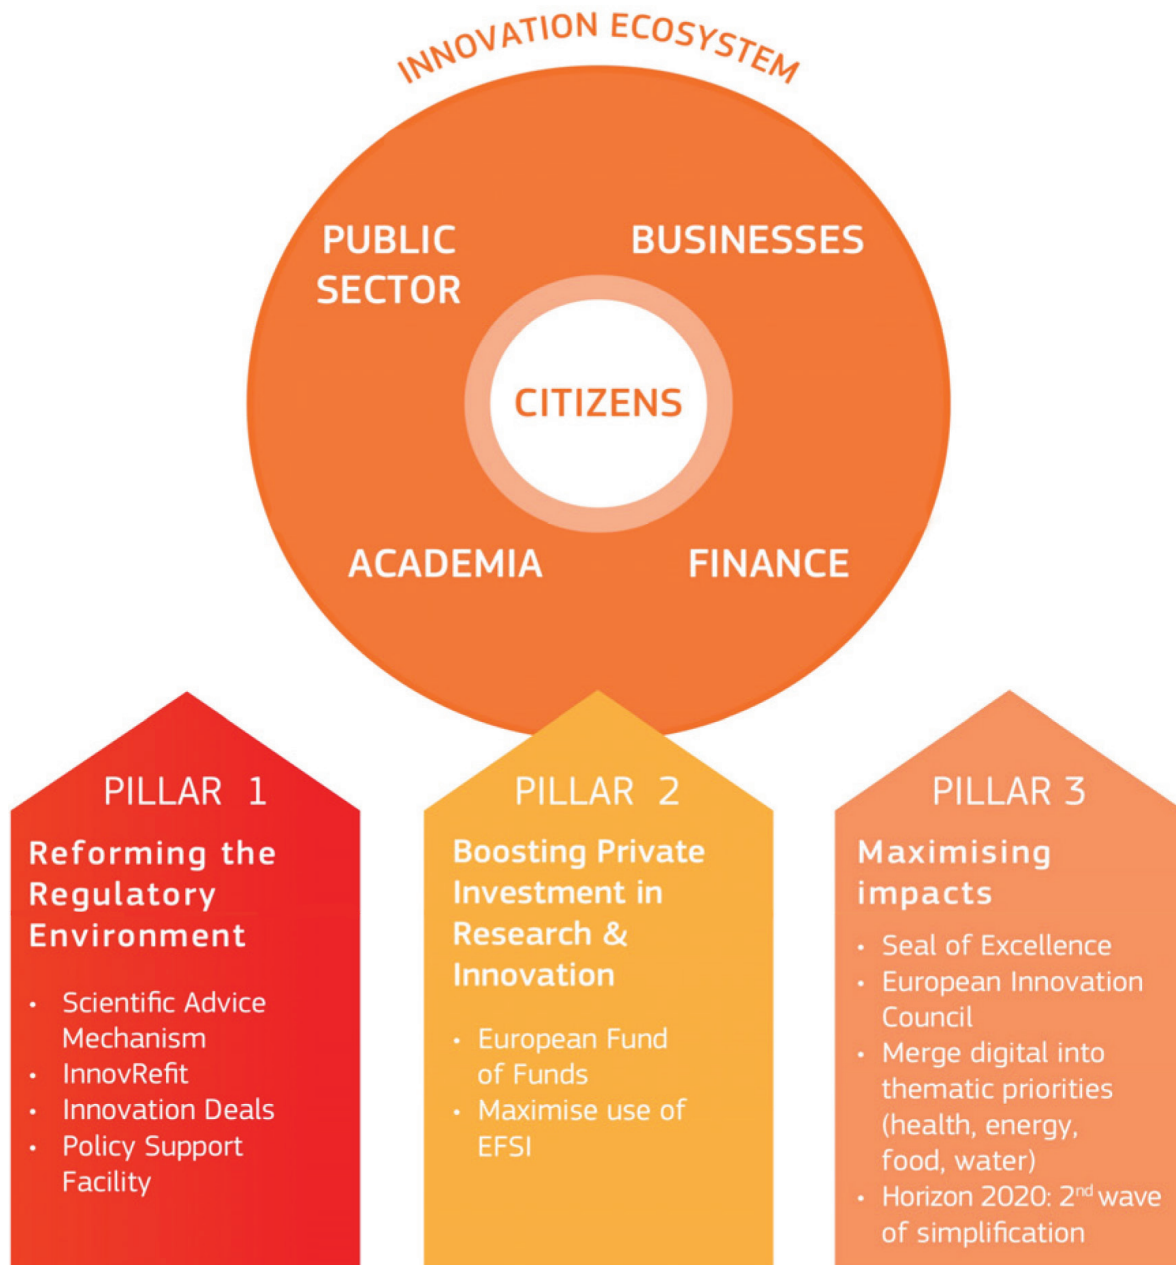 INNOVATION ECOSYSTEM
PUBLIC
SECTOR
BUSINESSES
CITIZENS
ACADEMIA
FINANCE
PILLAR 1
Reforming the
Regulatory
Environment
• Scientific Advice
Mechanism
• InnovRefit
• Innovation Deals
• Policy Support
Facility
PILLAR 2
Boosting Private
Investment in
Research &
Innovation
• European Fund
of Funds
• Maximise use of
EFSI
PILLAR 3
Maximising
impacts
• Seal of Excellence
• European Innovation
Council
• Merge digital into
thematic priorities
(health, energy,
food, water)
• Horizon 2020: 2nd wave
of simplification